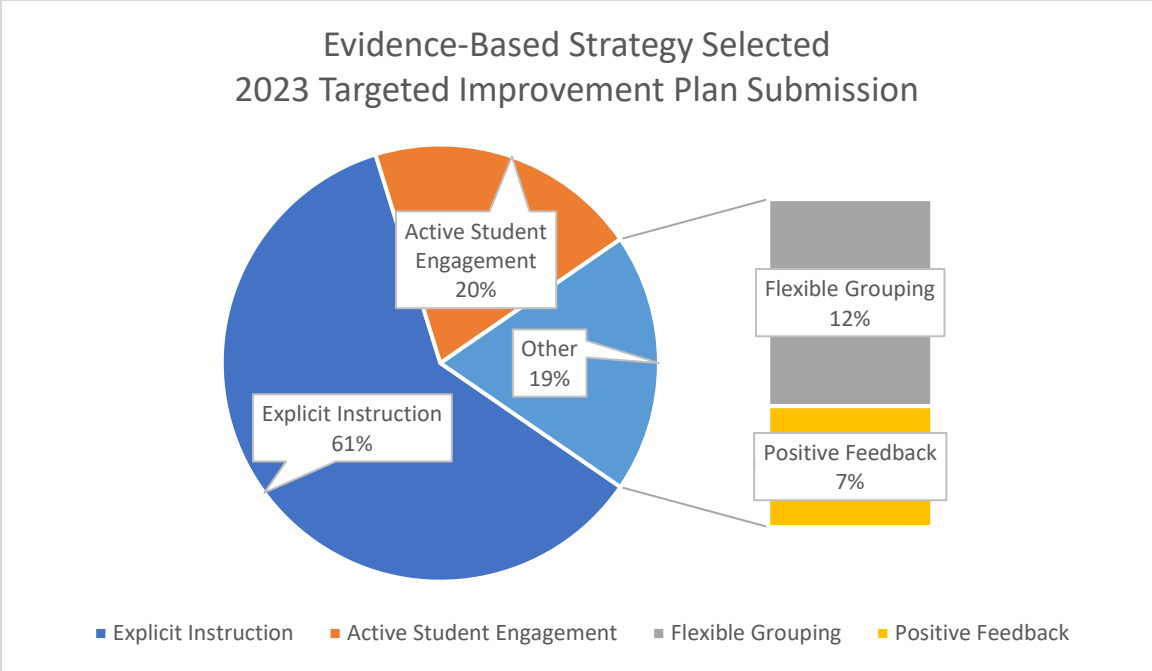 Evidence-Based Strategy Selected
2023 Targeted Improvement Plan Submission
Active Student
Engagement
20%
Other
19%
Explicit Instruction
61%
Flexible Grouping
12%
Positive Feedback
7%
Explicit Instruction
Active Student Engagement
Flexible Grouping
Positive Feedback